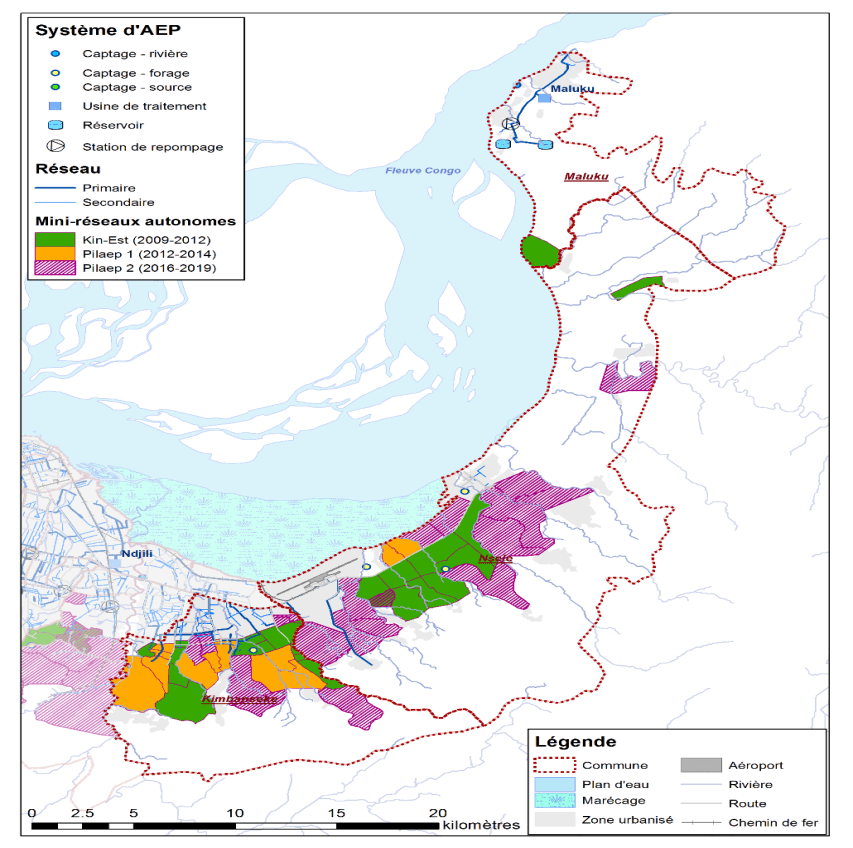 Système d'AEP
Captage - rivière
Captage - forage
Captage - source
Usine de traitement
Réservoir
Station de repompage
Réseau
Primaire
Secondaire
Mini-réseaux autonomes
Kin-Est (2009-2012)
Pilaep 1 (2012-2014)
Pilaep 2 (2016-2019)
Maluku
Fleuve Congo
Maluku
Ndjili
Nsele
Kimbanseke
Légende
Commune
Plan d'eau
Marécage
Zone urbanisé
Aéroport
Rivière
Route
Chemin de fer
0 2.5 5 10 15 20
kilomètres